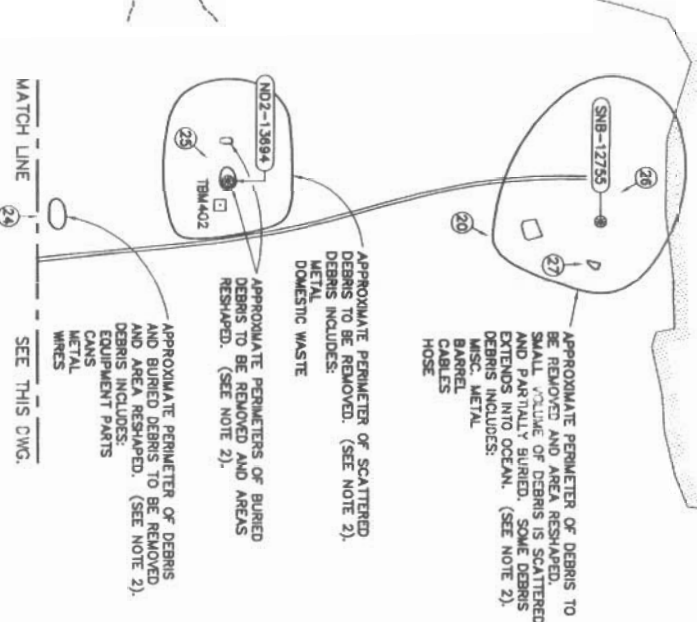 SNB-12755
26
27
20
APPROXIMATE PERIMETER OF DEBRIS TO
BE REMOVED AND AREA RESHAPED.
SMALL VOLUME OF DEBRIS IS SCATTERED
AND PARTIALLY BURIED. SOME DEBRIS
EXTENDS INTO OCEAN. (SEE NOTE 2).
DEBRIS INCLUDES:
MISC. METAL
BARREL
CABLES
HOSE
ND2-13694
25
TBM402
APPROXIMATE PERIMETER OF SCATTERED
DEBRIS TO BE REMOVED. (SEE NOTE 2).
DEBRIS INCLUDES:
METAL
DOMESTIC WASTE
APPROXIMATE PERIMETERS OF BURIED
DEBRIS TO BE REMOVED AND AREAS
RESHAPED. (SEE NOTE 2).
24
APPROXIMATE PERIMETER OF DEBRIS
AND BURIED DEBRIS TO BE REMOVED
AND AREA RESHAPED. (SEE NOTE 2).
DEBRIS INCLUDES:
EQUIPMENT PARTS
CANS
METAL
WIRES
MATCH LINE
SEE THIS CWG.